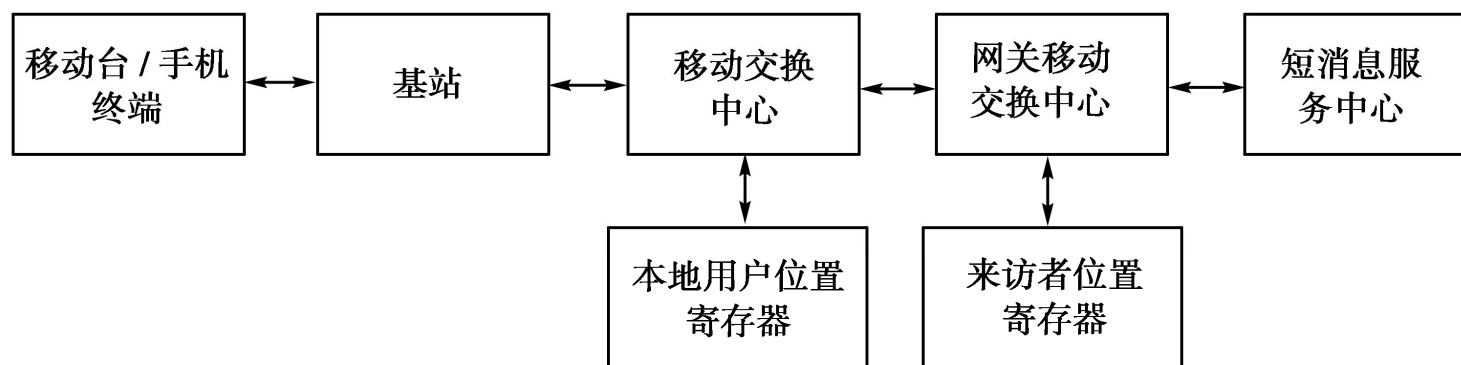 移动台 / 手机
终端
基站
移动交换
中心
网关移动
交换中心
短消息服
务中心
本地用户位置
寄存器
来访者位置
寄存器